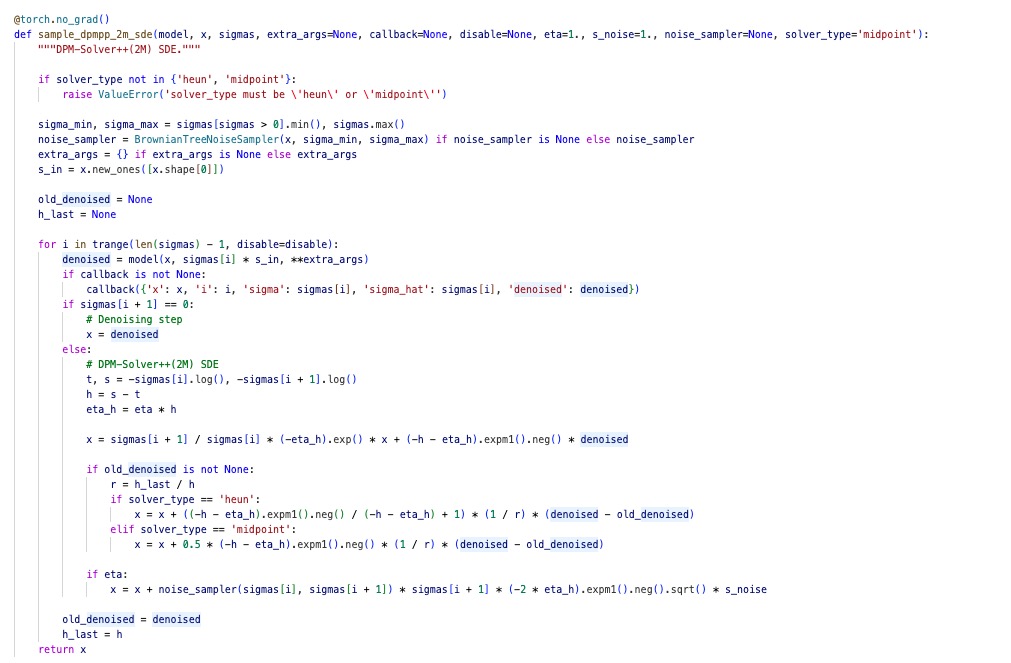 @torch.no_grad()
def sample_dpmpp_2m_sde(model, x, sigmas, extra_args=None, callback=None, disable=None, eta=1., s_noise=1., noise_sampler=None, solver_type='midpoint'):
    """DPM-Solver++(2M) SDE."""

    if solver_type not in {'heun', 'midpoint'}:
        raise ValueError('solver_type must be \'heun\' or \'midpoint\'')

    sigma_min, sigma_max = sigmas[sigmas > 0].min(), sigmas.max()
    noise_sampler = BrownianTreeNoiseSampler(x, sigma_min, sigma_max) if noise_sampler is None else noise_sampler
    extra_args = {} if extra_args is None else extra_args
    s_in = x.new_ones([x.shape[0]])

    old_denoised = None
    h_last = None

    for i in trange(len(sigmas) - 1, disable=disable):
        denoised = model(x, sigmas[i] * s_in, **extra_args)
        if callback is not None:
            callback({'x': x, 'i': i, 'sigma': sigmas[i], 'sigma_hat': sigmas[i], 'denoised': denoised})
        if sigmas[i + 1] == 0:
            # Denoising step
            x = denoised
        else:
            # DPM-Solver++(2M) SDE
            t, s = -sigmas[i].log(), -sigmas[i + 1].log()
            h = s - t
            eta_h = eta * h

            x = sigmas[i + 1] / sigmas[i] * (-eta_h).exp() * x + (-h - eta_h).expm1().neg() * denoised

            if old_denoised is not None:
                r = h_last / h
                if solver_type == 'heun':
                    x = x + ((-h - eta_h).expm1().neg() / (-h - eta_h) + 1) * (1 / r) * (denoised - old_denoised)
                elif solver_type == 'midpoint':
                    x = x + 0.5 * (-h - eta_h).expm1().neg() * (1 / r) * (denoised - old_denoised)

            if eta:
                x = x + noise_sampler(sigmas[i], sigmas[i + 1]) * sigmas[i + 1] * (-2 * eta_h).expm1().neg().sqrt() * s_noise

        old_denoised = denoised
        h_last = h
    return x